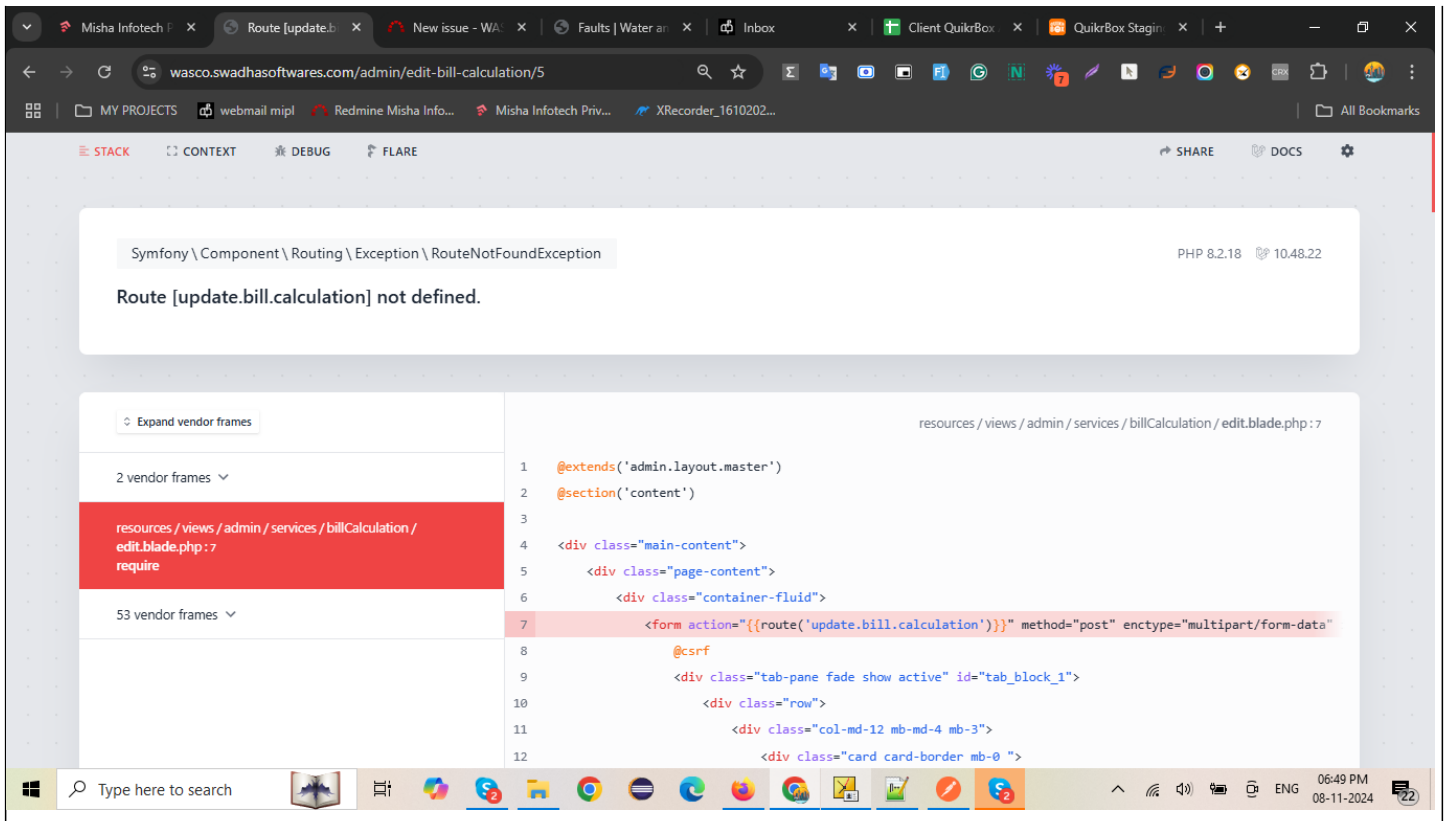 Misha Infotech P
Route [update.b
New issue - WA
Faults | Water an
Inbox
Client QuikrBox
QuikrBox Stagin
wasco.swadhasoftwares.com/admin/edit-bill-calculation/5
MY PROJECTS
webmail mipl
Redmine Misha Info...
Misha Infotech Priv...
XRecorder_1610202...
All Bookmarks
STACK CONTEXT DEBUG FLARE SHARE DOCS
Symfony \ Component \ Routing \ Exception \ RouteNotFoundException
PHP 8.2.18 10.48.22
Route [update.bill.calculation] not defined.
Expand vendor frames
2 vendor frames
resources / views / admin / services / billCalculation /
edit.blade.php : 7
require
53 vendor frames
resources / views / admin / services / billCalculation / edit.blade.php : 7
1 @extends('admin.layout.master')
2 @section('content')
3
4 <div class="main-content">
5 <div class="page-content">
6 <div class="container-fluid">
7 <form action="{{route('update.bill.calculation')}}" method="post" enctype="multipart/form-data"
8 @csrf
9 <div class="tab-pane fade show active" id="tab_block_1">
10 <div class="row">
11 <div class="col-md-12 mb-md-4 mb-3">
12 <div class="card card-border mb-0 ">
Type here to search
ENG
06:49 PM
08-11-2024
22